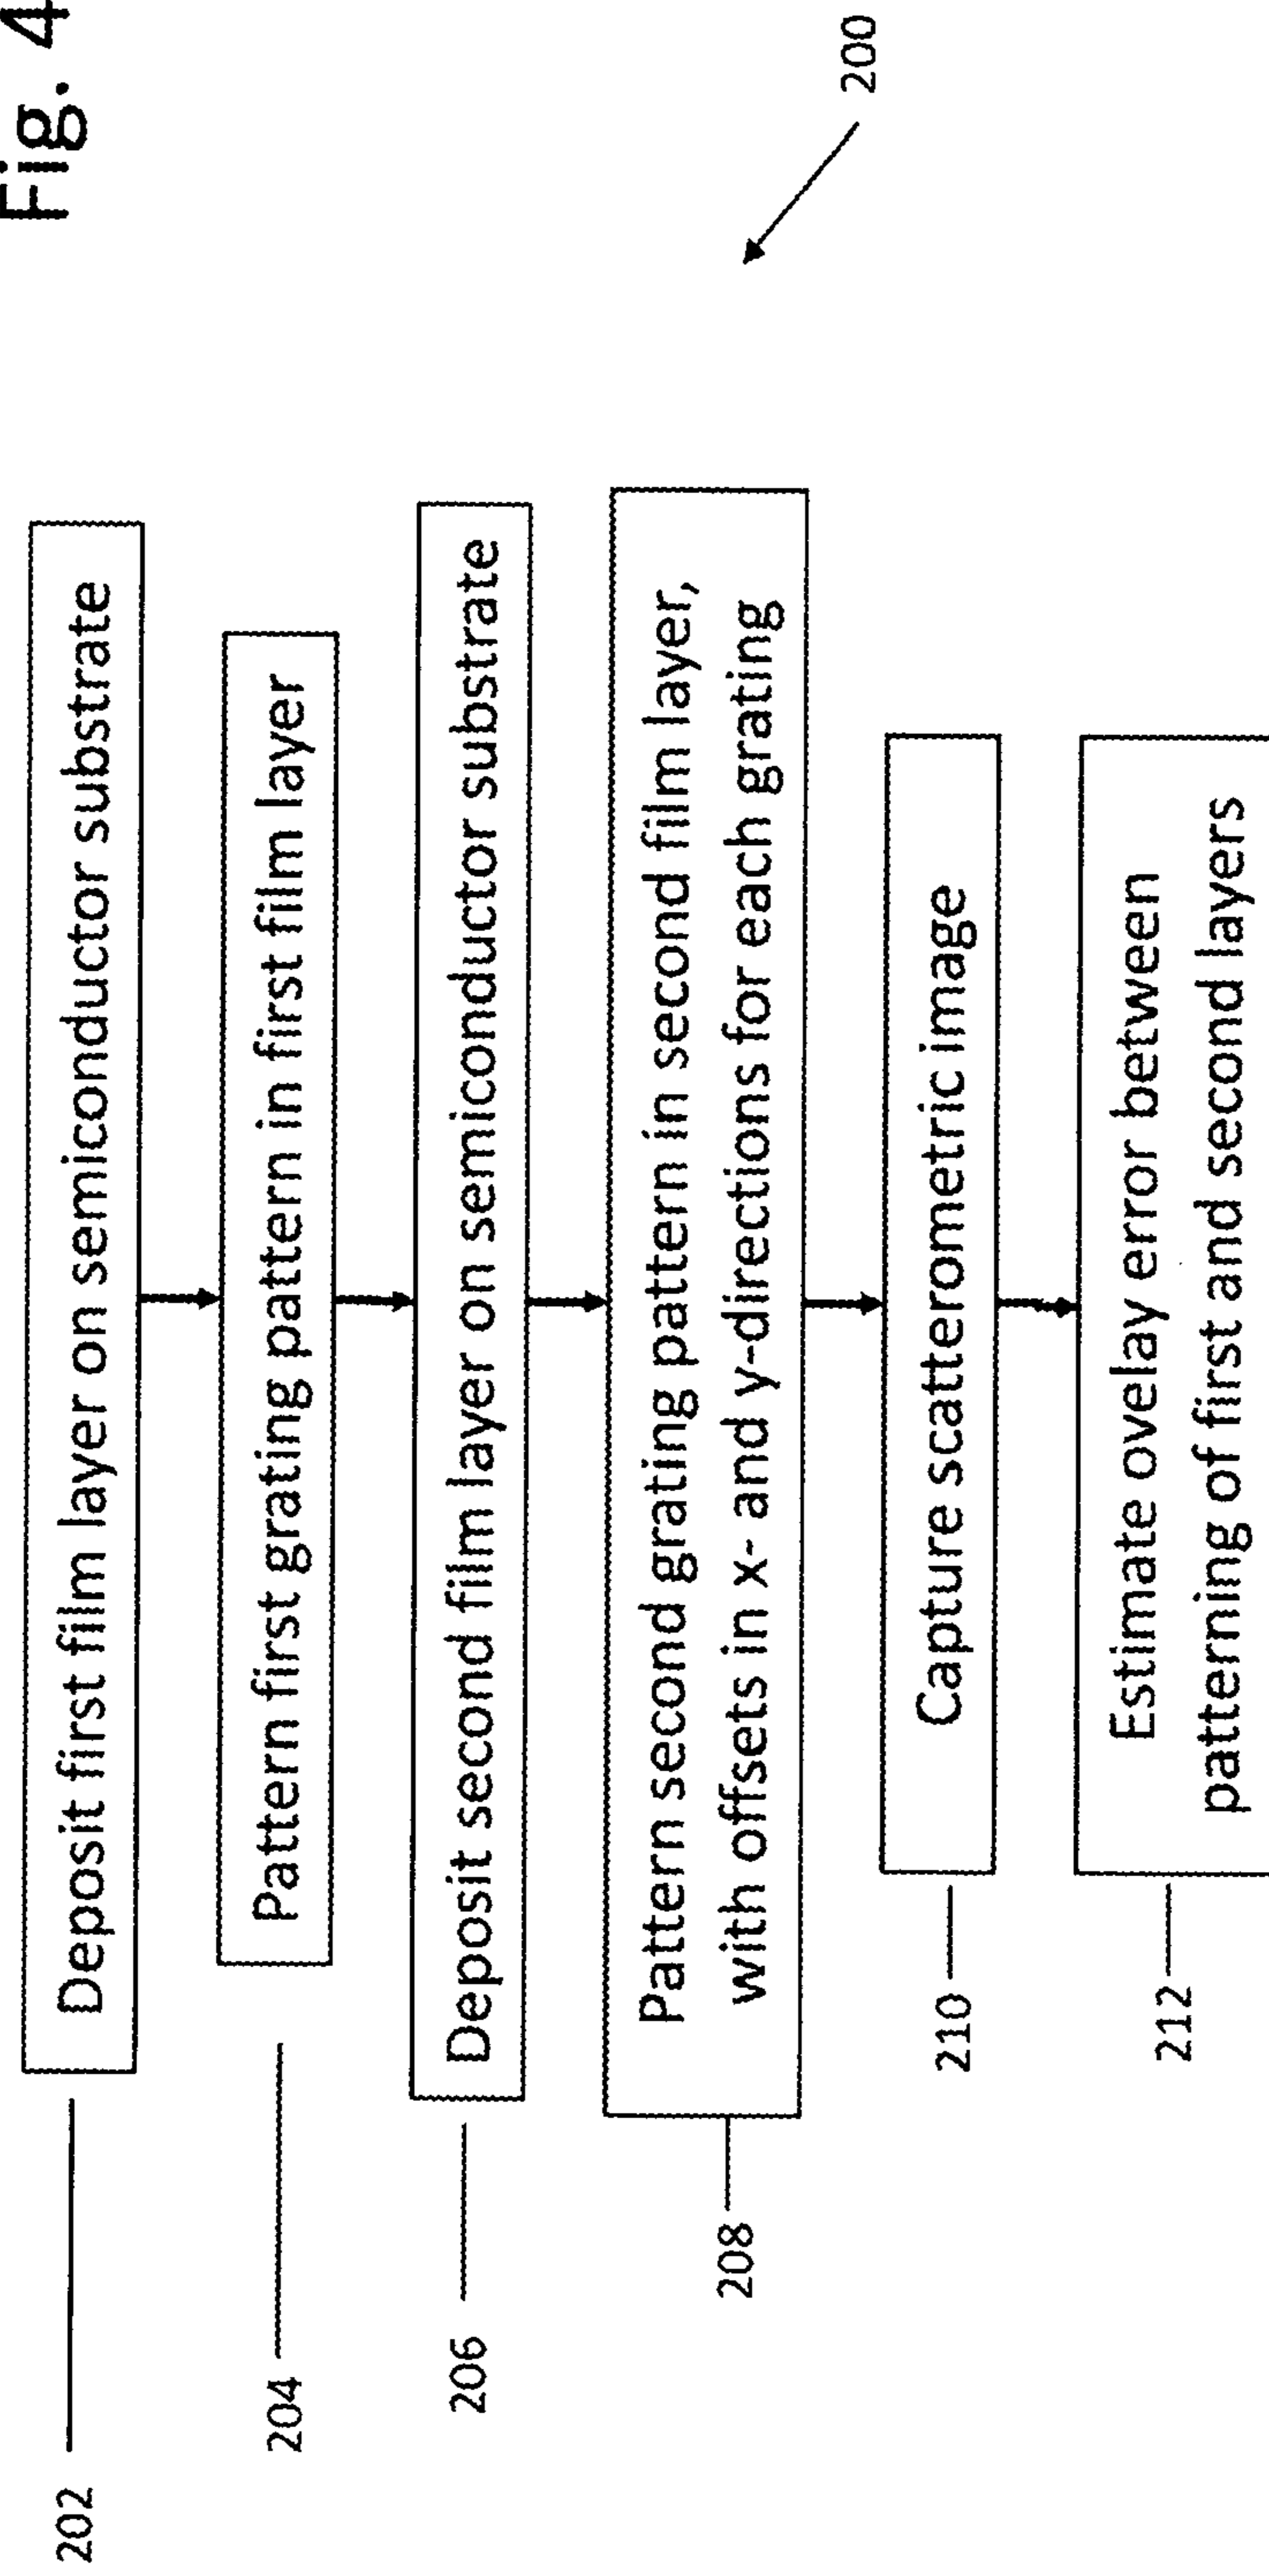 Fig. 4
200
202
Deposit first film layer on semiconductor substrate
204
Pattern first grating pattern in first film layer
206
Deposit second film layer on semiconductor substrate
208
Pattern second grating pattern in second film layer,
with offsets in x- and y-directions for each grating
210
Capture scatterometric image
212
Estimate ovelay error between
patterning of first and second layers